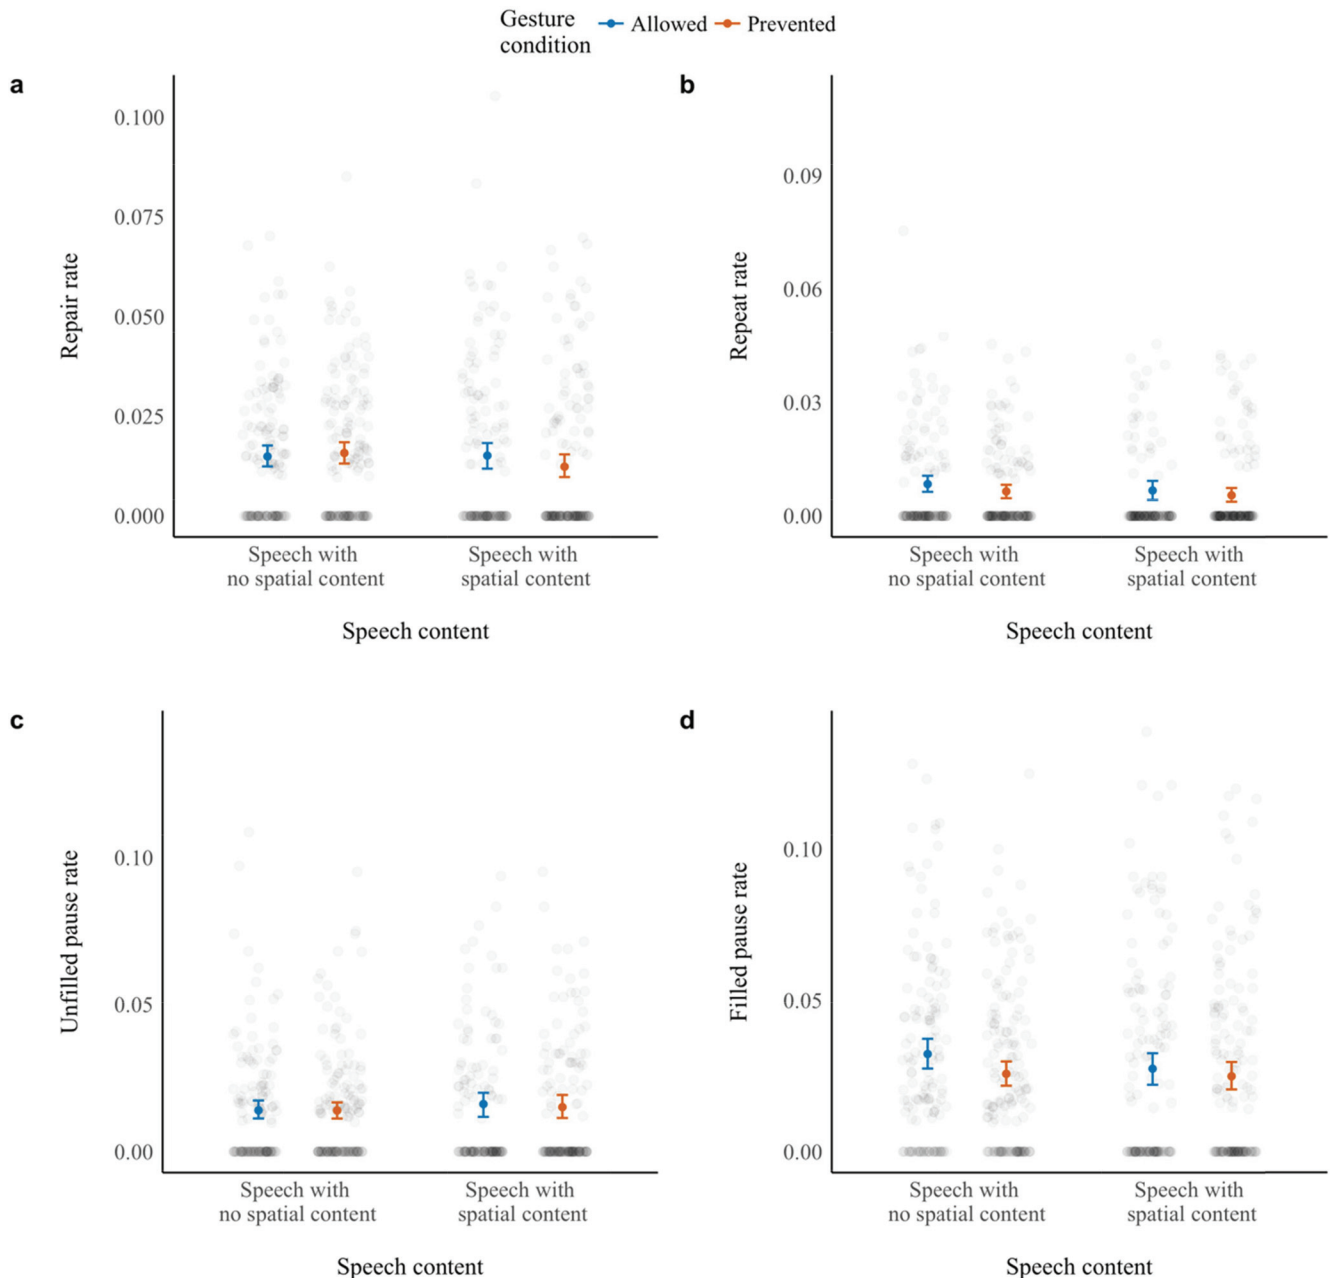 Gesture
condition
Allowed
Prevented
a
0.100
0.075
0.050
0.025
0.000
Repair rate
Speech with
no spatial content
Speech with
spatial content
Speech content
b
0.09
0.06
0.03
0.00
Repeat rate
Speech with
no spatial content
Speech with
spatial content
Speech content
c
0.10
0.05
0.00
Unfilled pause rate
Speech with
no spatial content
Speech with
spatial content
Speech content
d
0.10
0.05
0.00
Filled pause rate
Speech with
no spatial content
Speech with
spatial content
Speech content